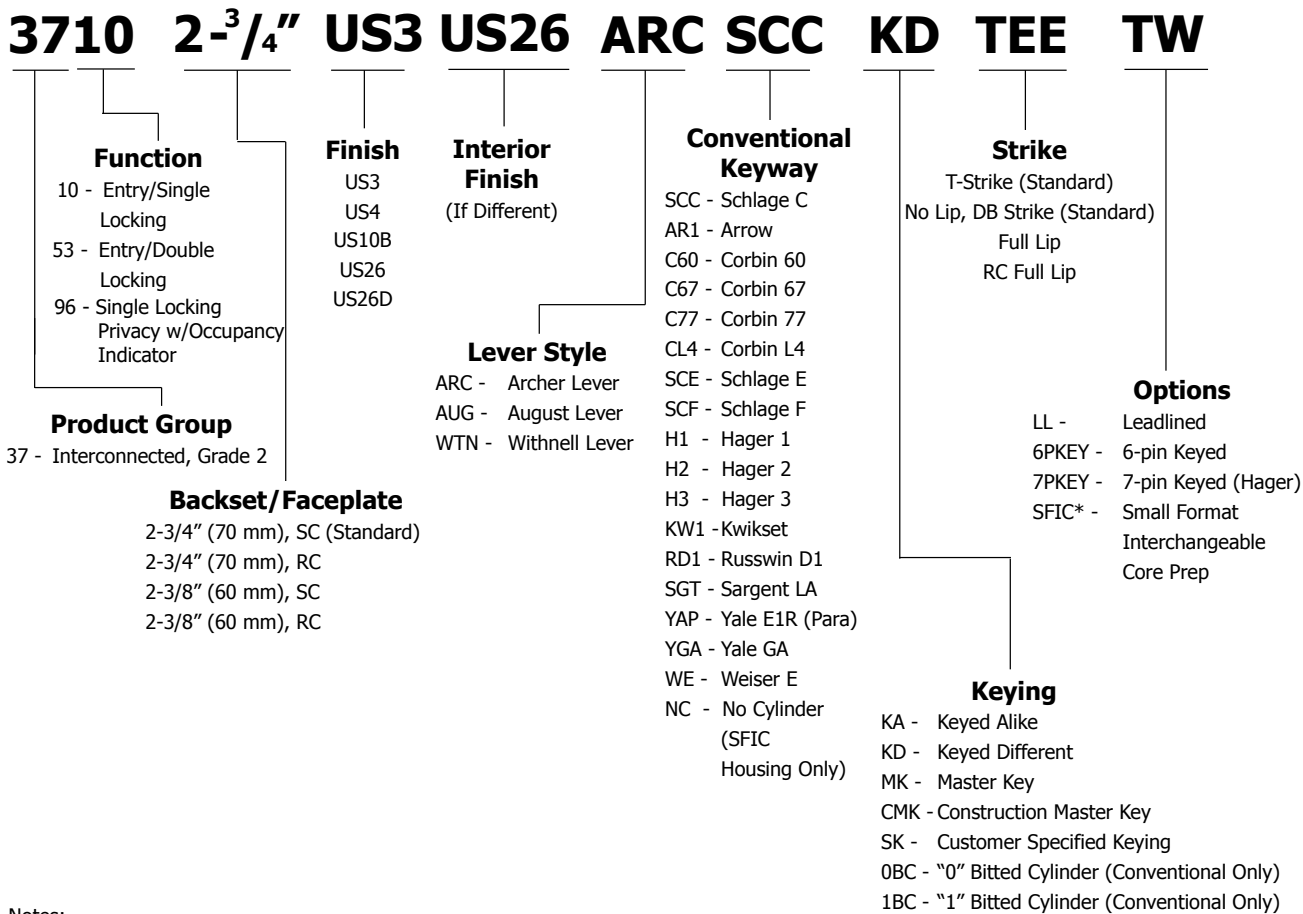 3710 2-3/4” US3 US26 ARC SCC KD TEE TW
Function
10 - Entry/Single
Locking
53 - Entry/Double
Locking
96 - Single Locking
Privacy w/Occupancy
Indicator
Product Group
37 - Interconnected, Grade 2
Backset/Faceplate
2-3/4” (70 mm), SC (Standard)
2-3/4” (70 mm), RC
2-3/8” (60 mm), SC
2-3/8” (60 mm), RC
Finish
US3
US4
US10B
US26
US26D
Interior
Finish
(If Different)
Lever Style
ARC - Archer Lever
AUG - August Lever
WTN - Withnell Lever
Conventional
Keyway
SCC - Schlage C
AR1 - Arrow
C60 - Corbin 60
C67 - Corbin 67
C77 - Corbin 77
CL4 - Corbin L4
SCE - Schlage E
SCF - Schlage F
H1 - Hager 1
H2 - Hager 2
H3 - Hager 3
KW1 -Kwikset
RD1 - Russwin D1
SGT - Sargent LA
YAP - Yale E1R (Para)
YGA - Yale GA
WE - Weiser E
NC - No Cylinder
(SFIC
Housing Only)
Strike
T-Strike (Standard)
No Lip, DB Strike (Standard)
Full Lip
RC Full Lip
Options
LL - Leadlined
6PKEY - 6-pin Keyed
7PKEY - 7-pin Keyed (Hager)
SFIC* - Small Format
Interchangeable
Core Prep
Keying
KA - Keyed Alike
KD - Keyed Different
MK - Master Key
CMK - Construction Master Key
SK - Customer Specified Keying
0BC - “0” Bitted Cylinder (Conventional Only)
1BC - “1” Bitted Cylinder (Conventional Only)
Notes: